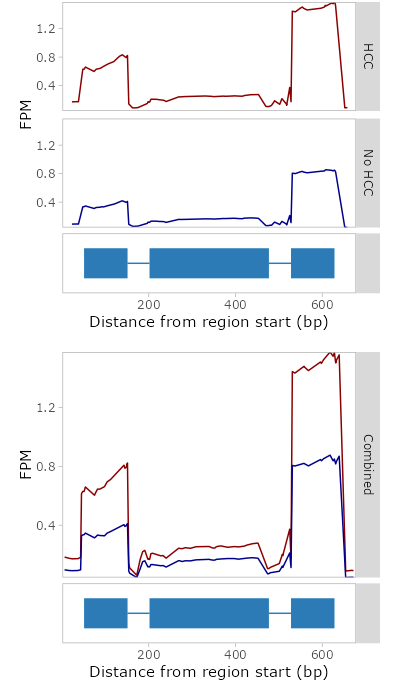 1.2
0.8
0.4
HCC
FPM
1.2
0.8
0.4
No HCC
200 400 600
Distance from region start (bp)
1.2
0.8
0.4
FPM
Combined
200 400 600
Distance from region start (bp)